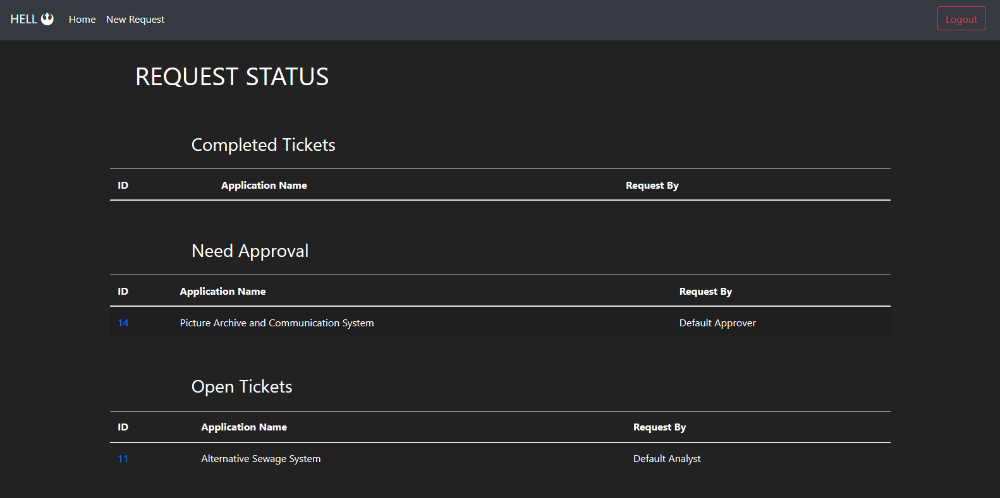 HELL Home New Request Logout
REQUEST STATUS
Completed Tickets
ID Application Name Request By
Need Approval
ID Application Name Request By
14 Picture Archive and Communication System Default Approver
Open Tickets
ID Application Name Request By
11 Alternative Sewage System Default Analyst